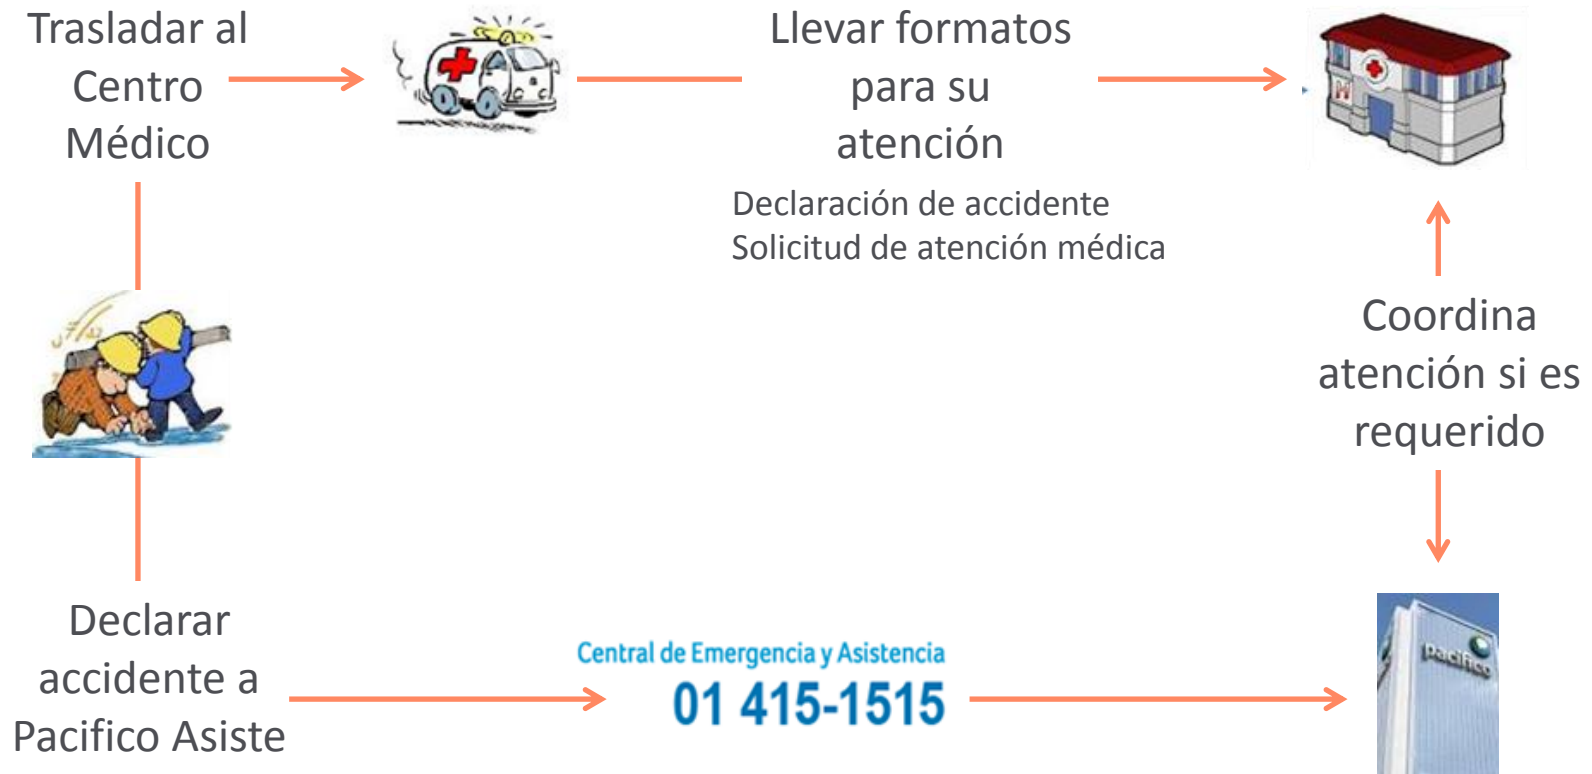 Trasladar al
Centro
Médico
Llevar formatos
para su
atención
Declaración de accidente
Solicitud de atención médica
H
Coordina
atención si es
requerido
Declarar
accidente a
Pacifico Asiste
Central de Emergencia y Asistencia
01 415-1515
pacífico